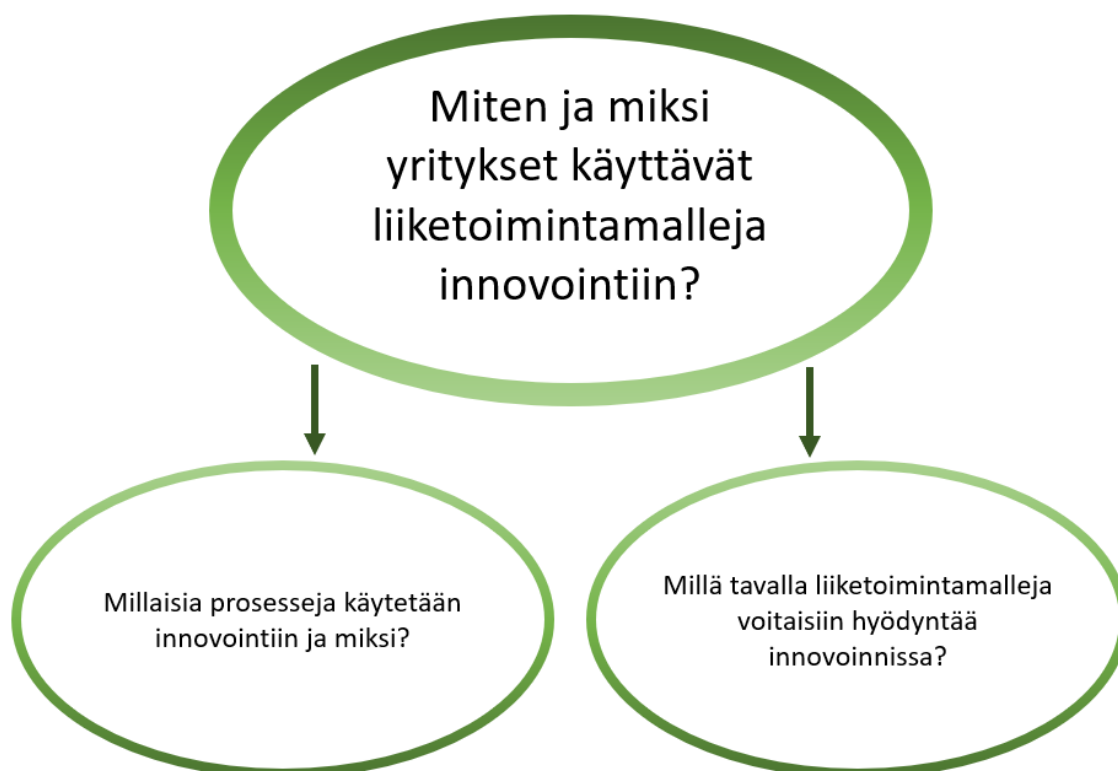 Miten ja miksi
yritykset käyttävät
liiketoimintamalleja
innovointiin?
Millaisia prosesseja käytetään
innovointiin ja miksi?
Millä tavalla liiketoimintamalleja
voitaisiin hyödyntää
innovoinnissa?